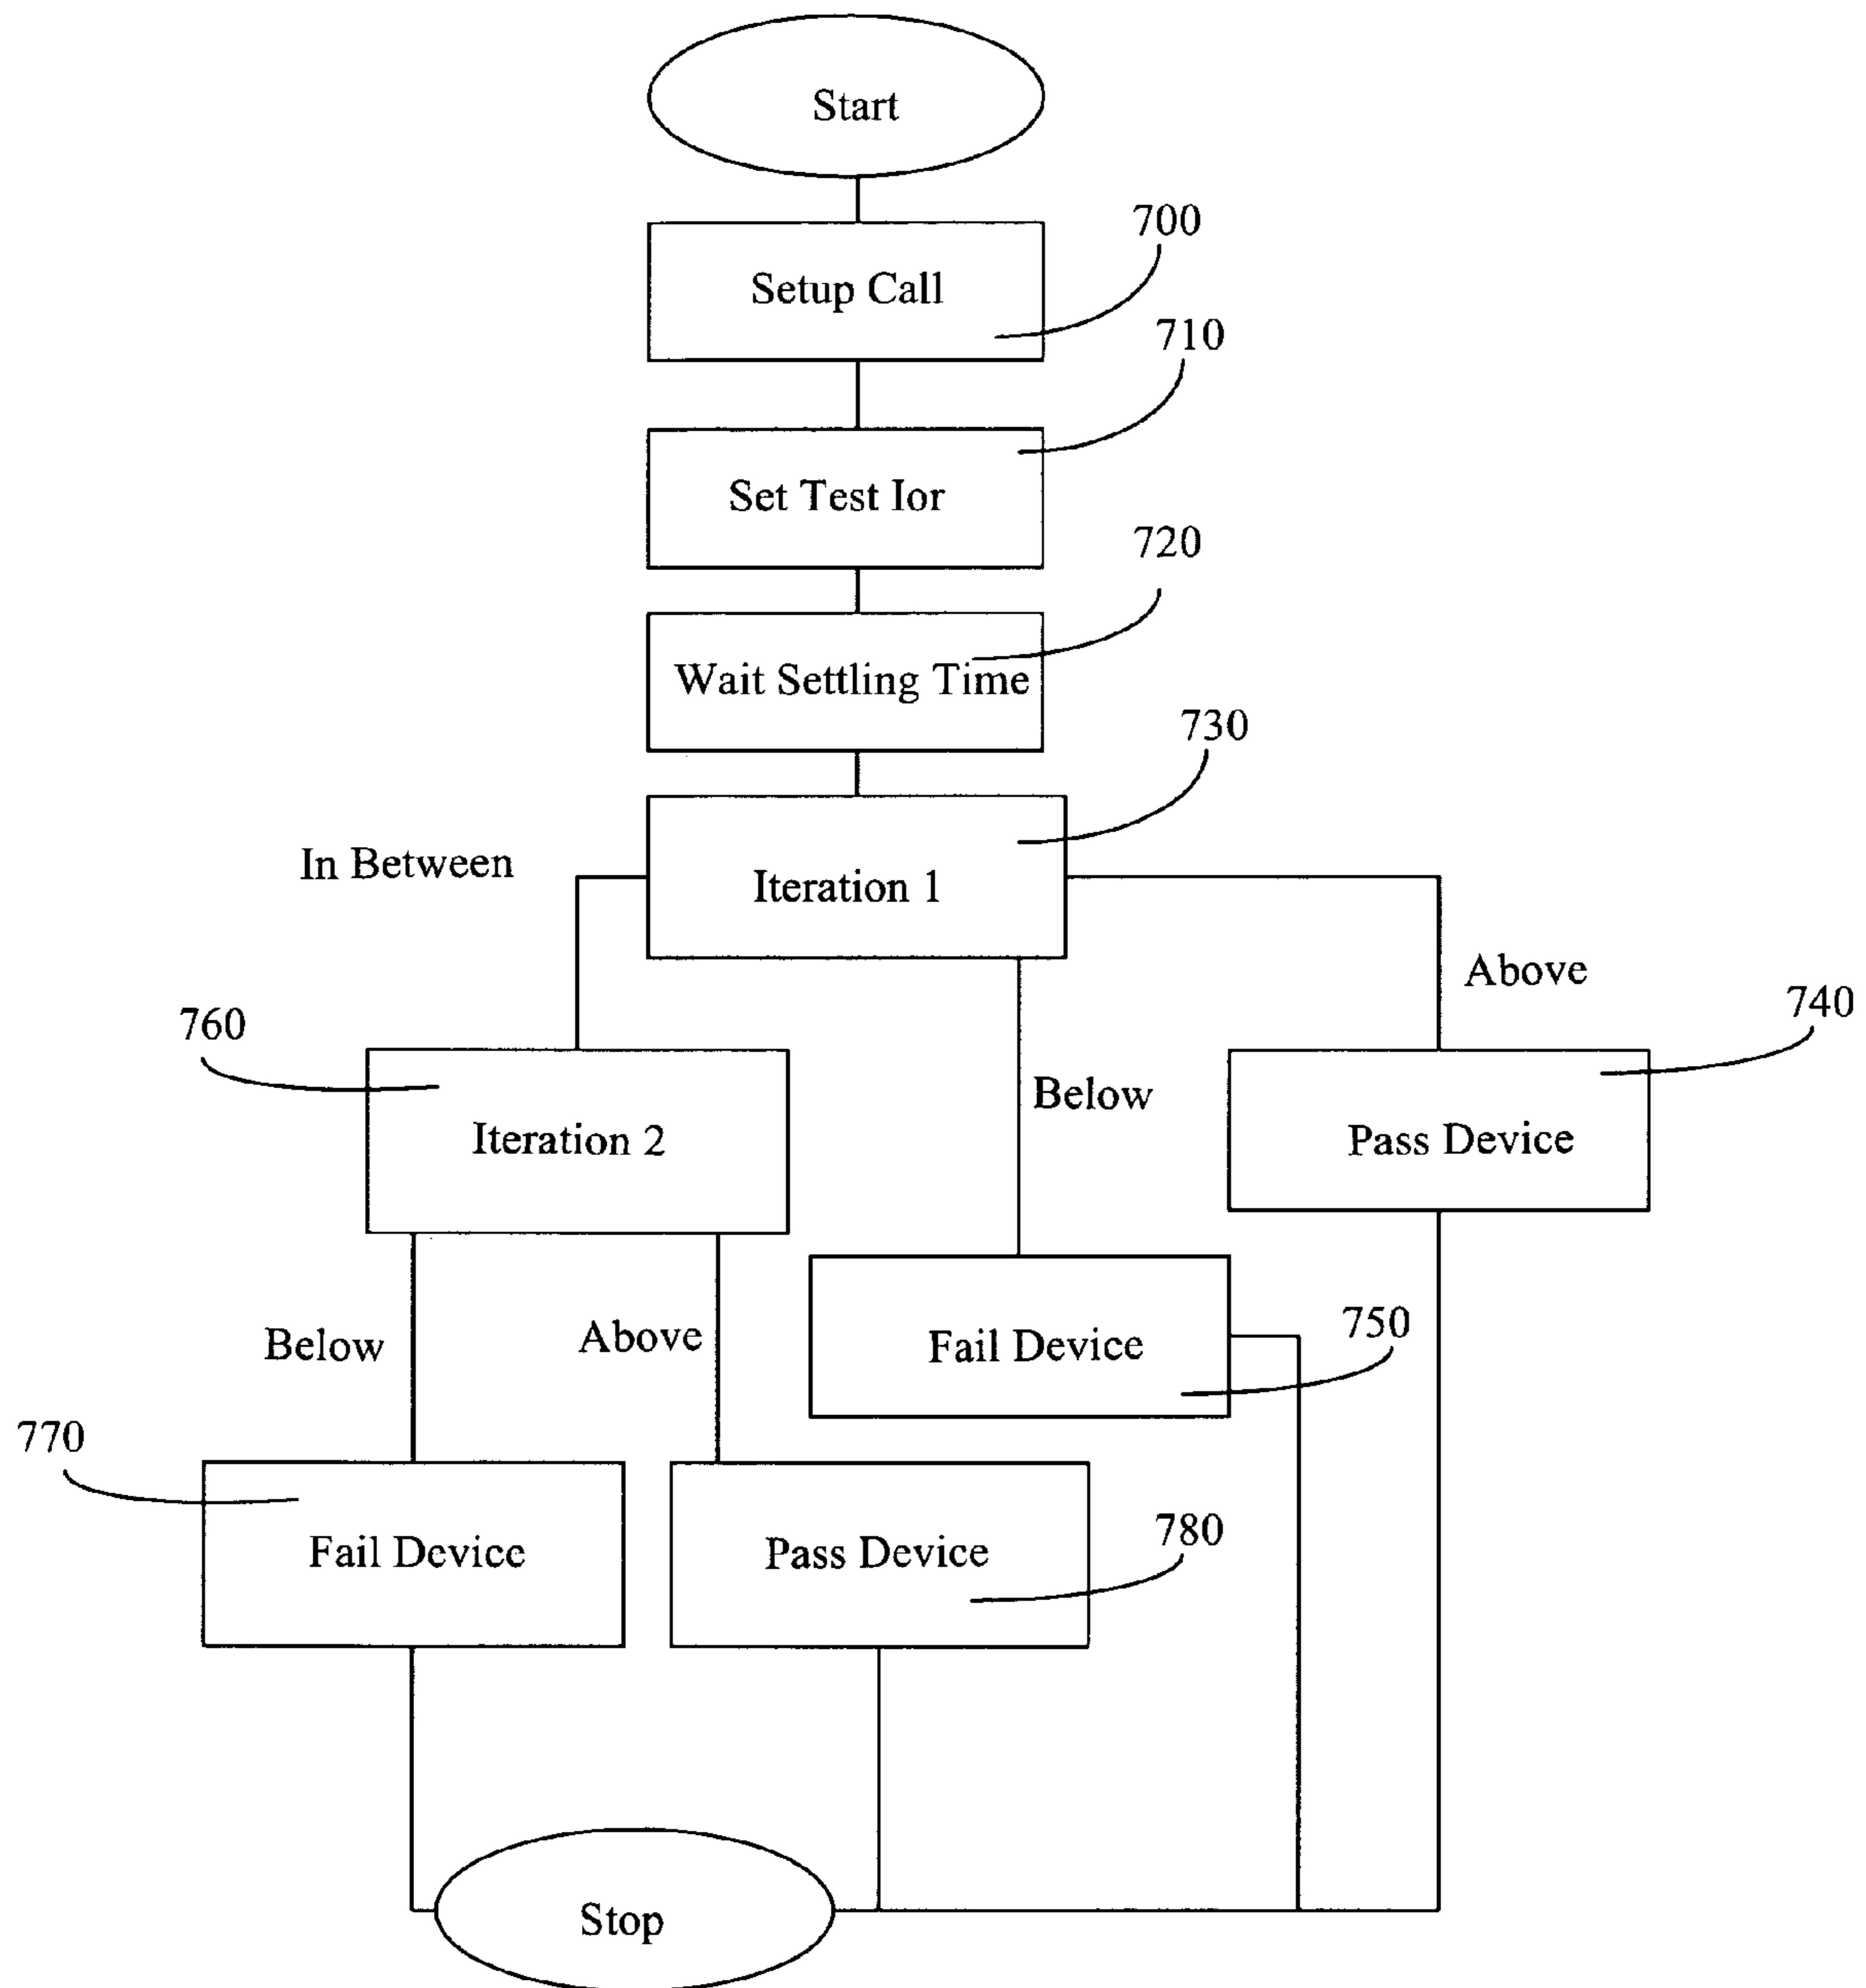 Start
700
Setup Call
710
Set Test Ior
720
Wait Settling Time
730
In Between
Iteration 1
Above
740
760
Below
Iteration 2
Pass Device
750
Below
Above
Fail Device
770
780
Fail Device
Pass Device
Stop